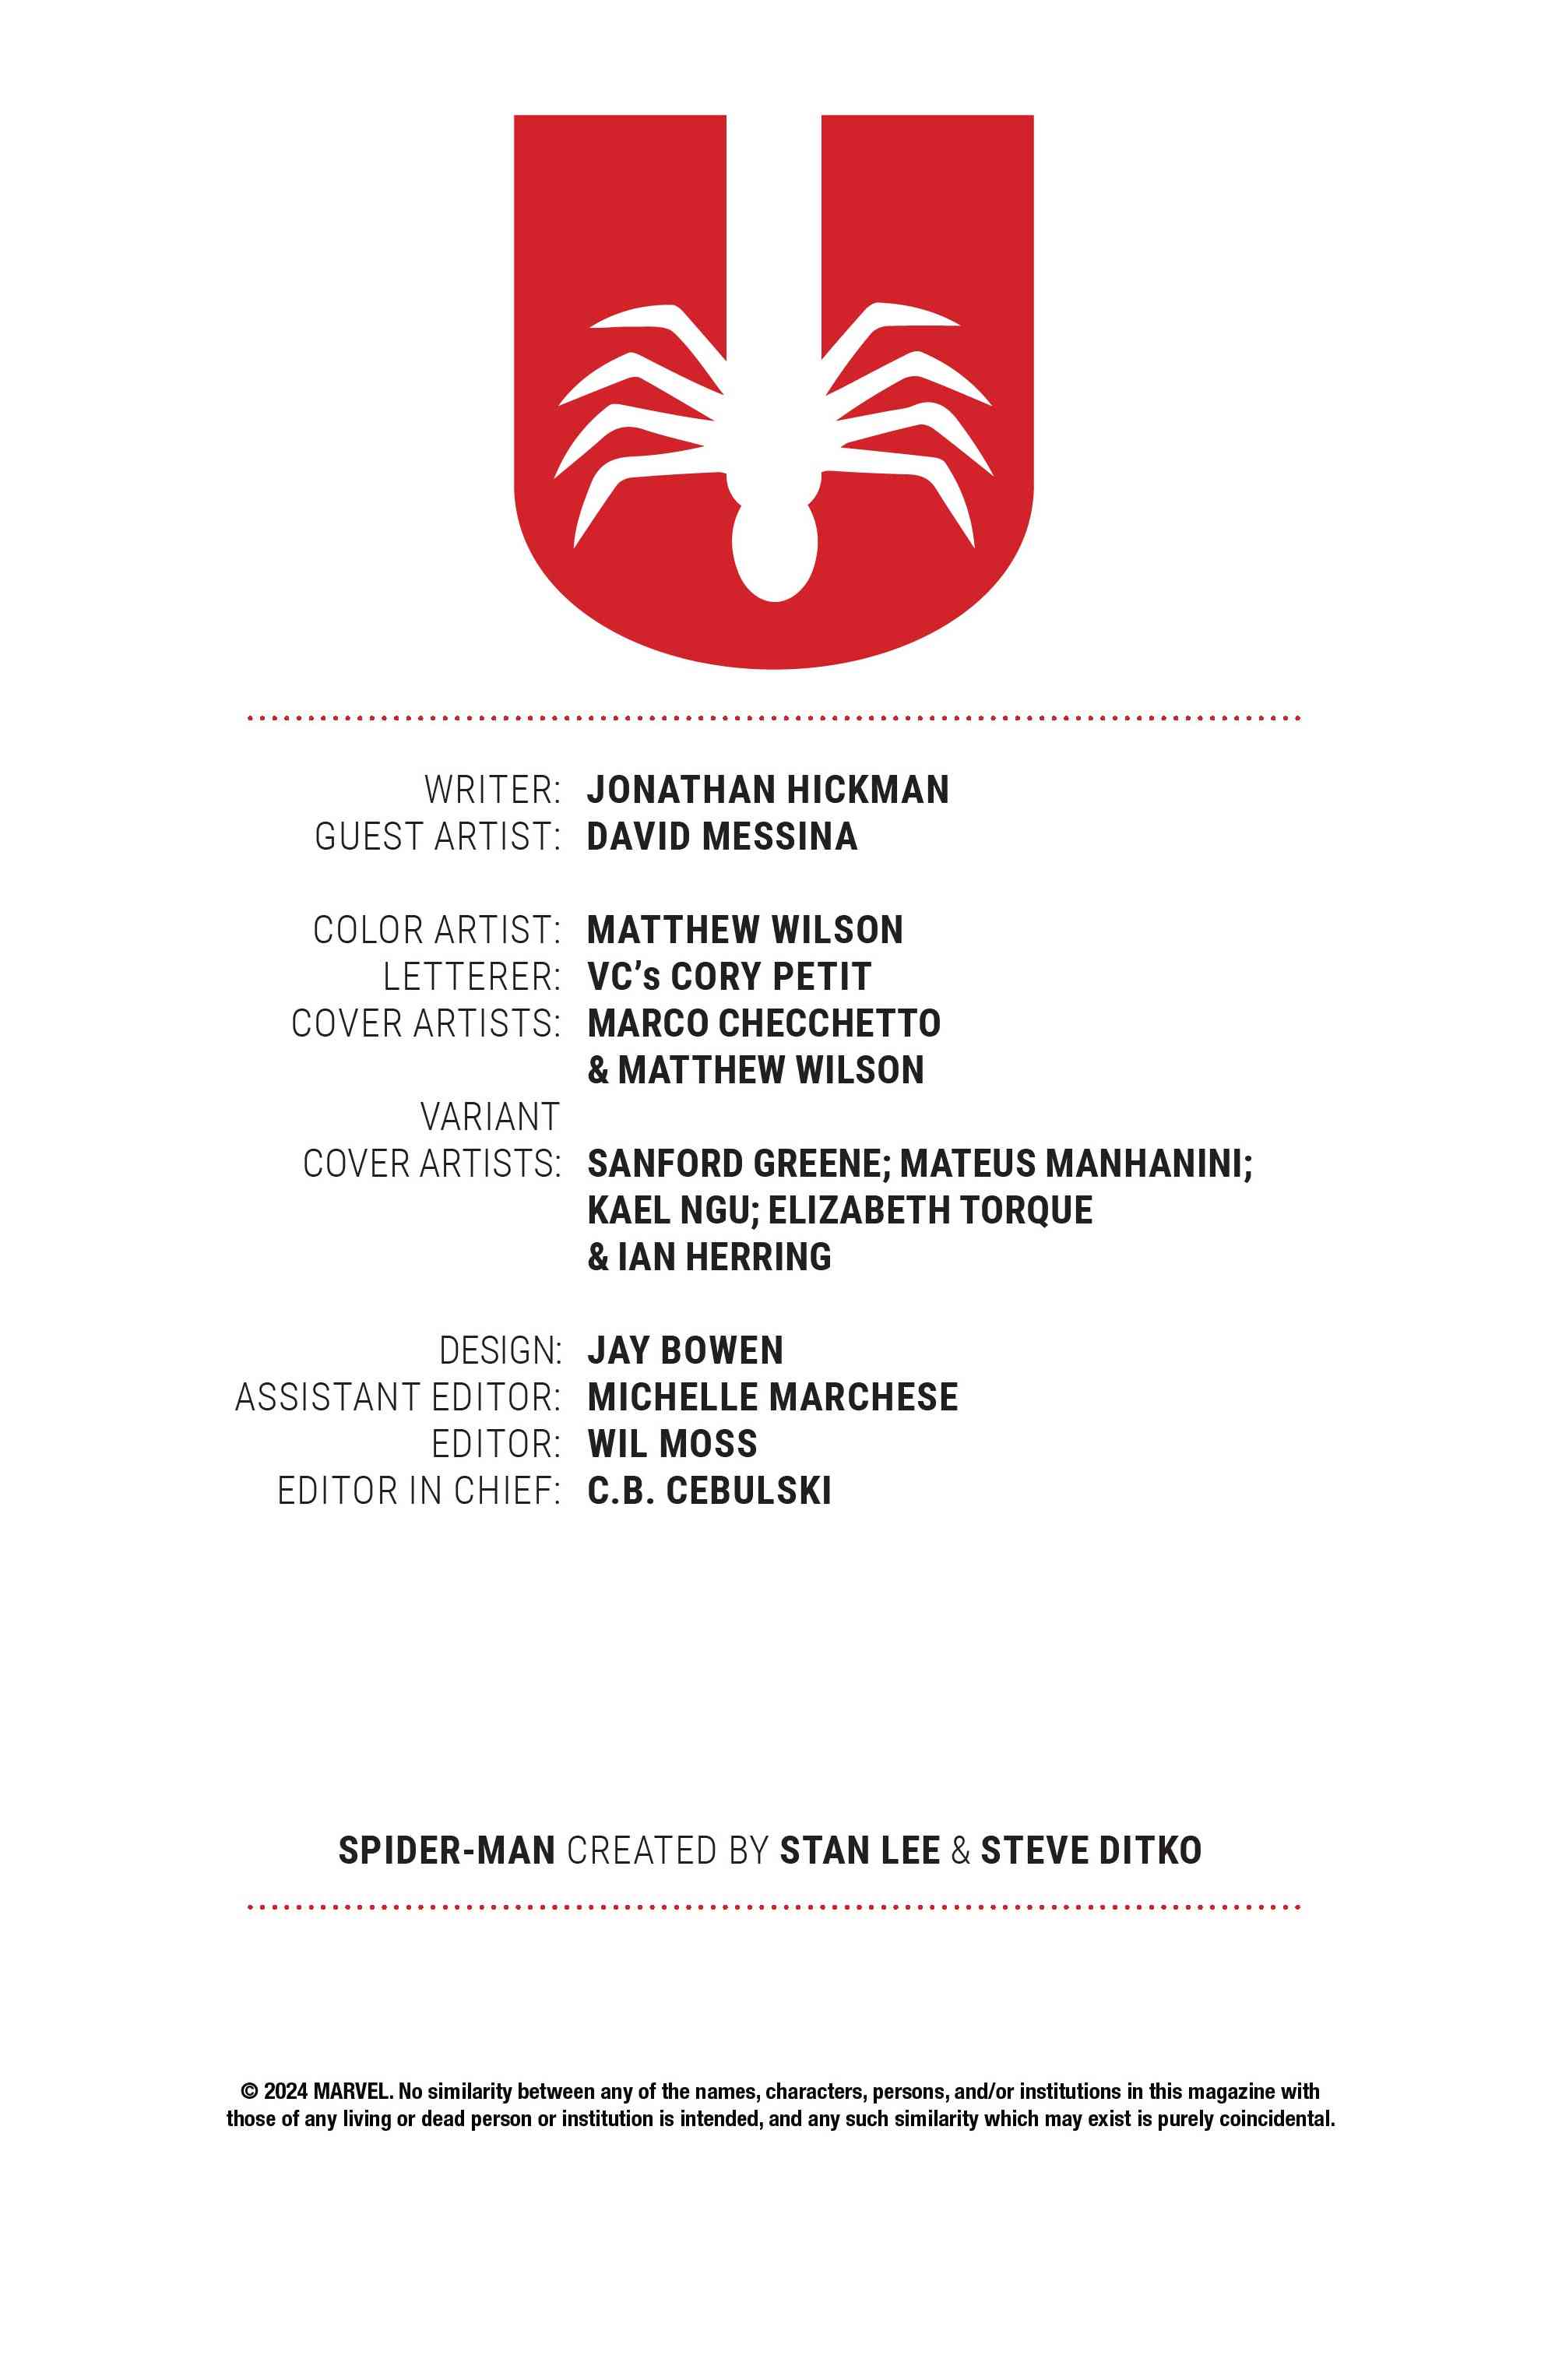 WRITER: JONATHAN HICKMAN
GUEST ARTIST: DAVID MESSINA
COLOR ARTIST: MATTHEW WILSON
LETTERER: VC’s CORY PETIT
COVER ARTISTS: MARCO CHECCHETTO
& MATTHEW WILSON
VARIANT
COVER ARTISTS: SANFORD GREENE; MATEUS MANHANINI;
KAEL NGU; ELIZABETH TORQUE
& IAN HERRING
DESIGN: JAY BOWEN
ASSISTANT EDITOR: MICHELLE MARCHESE
EDITOR: WIL MOSS
EDITOR IN CHIEF: C.B. CEBULSKI
SPIDER-MAN CREATED BY STAN LEE & STEVE DITKO
© 2024 MARVEL. No similarity between any of the names, characters, persons, and/or institutions in this magazine with
those of any living or dead person or institution is intended, and any such similarity which may exist is purely coincidental.